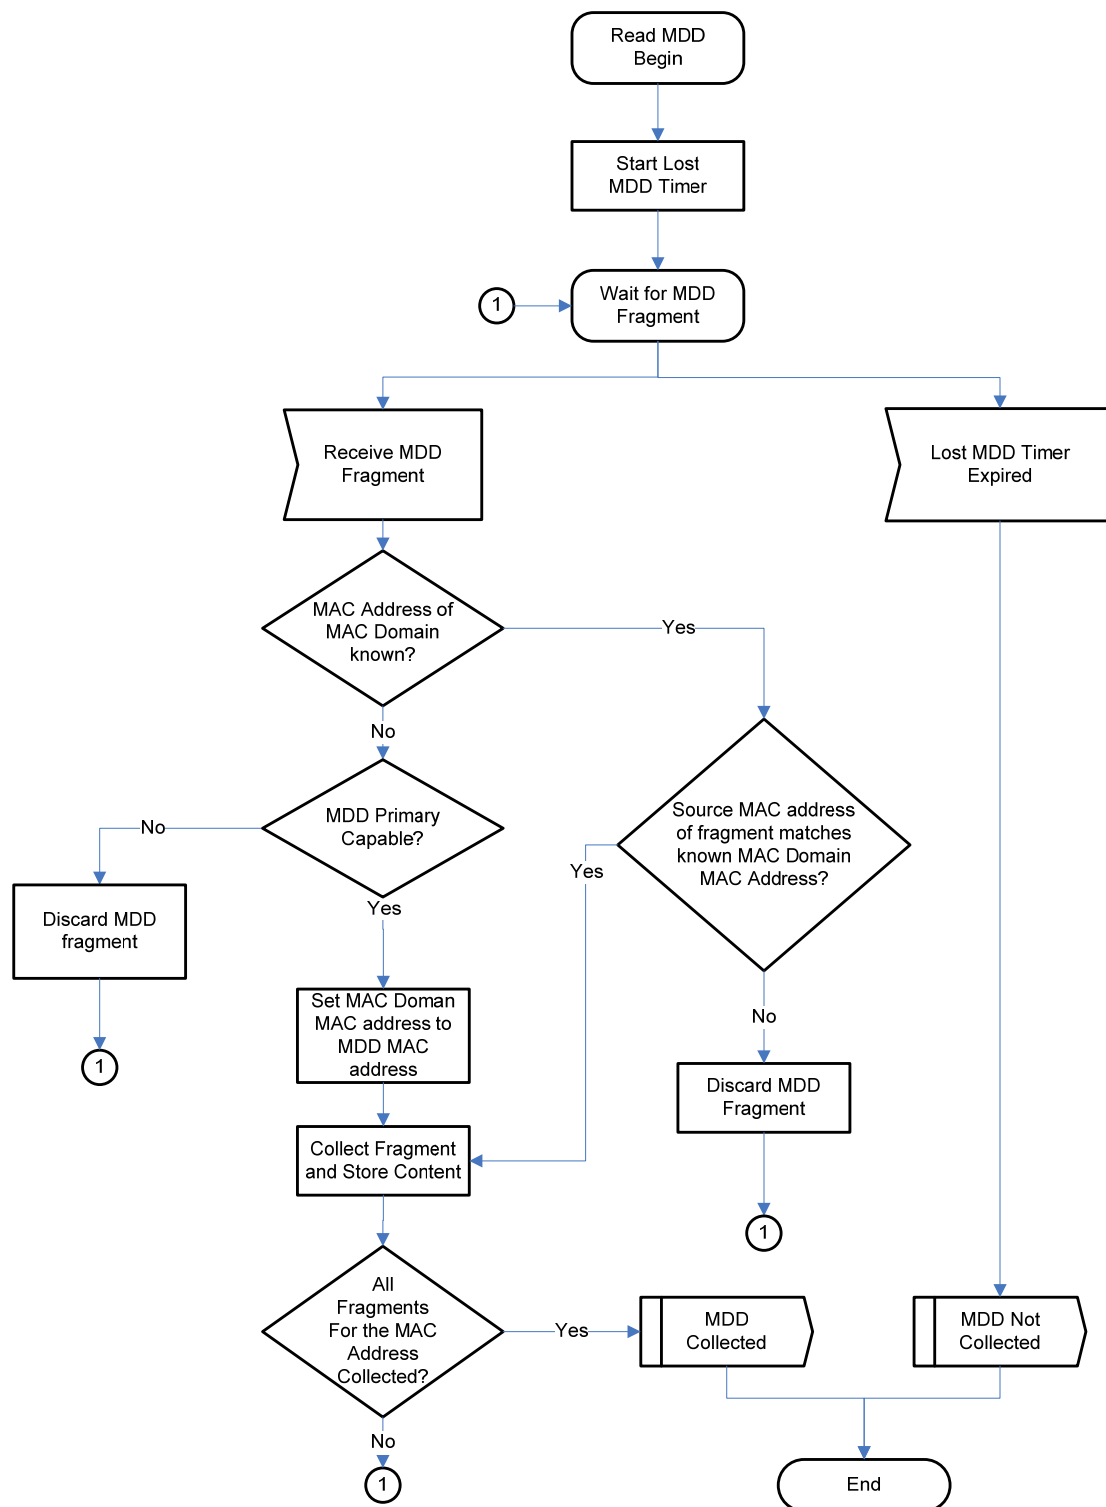 Read MDD
Begin
Start Lost
MDD Timer
1
Wait for MDD
Fragment
Receive MDD
Fragment
Lost MDD Timer
Expired
MAC Address of
MAC Domain
known?
Yes
No
MDD Primary
Capable?
No
Yes
Source MAC address
of fragment matches
known MAC Domain
MAC Address?
Yes
No
Discard MDD
fragment
1
Set MAC Doman
MAC address to
MDD MAC
address
Discard MDD
Fragment
1
Collect Fragment
and Store Content
All
Fragments
For the MAC
Address
Collected?
Yes
No
1
MDD
Collected
MDD Not
Collected
End